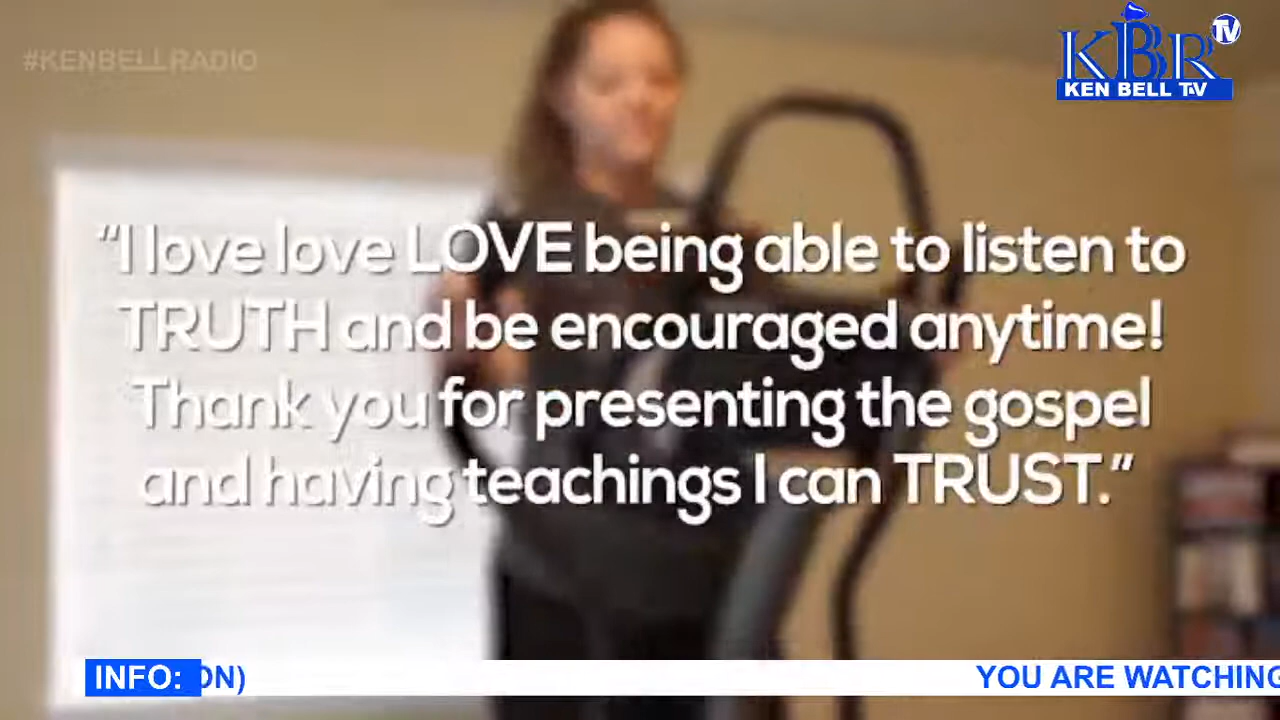 #KENBELLRADIO
KBR TV
KEN BELL TV
“I love love LOVE being able to listen to
TRUTH and be encouraged anytime!
Thank you for presenting the gospel
and having teachings I can TRUST.”
INFO: ON) YOU ARE WATCHING